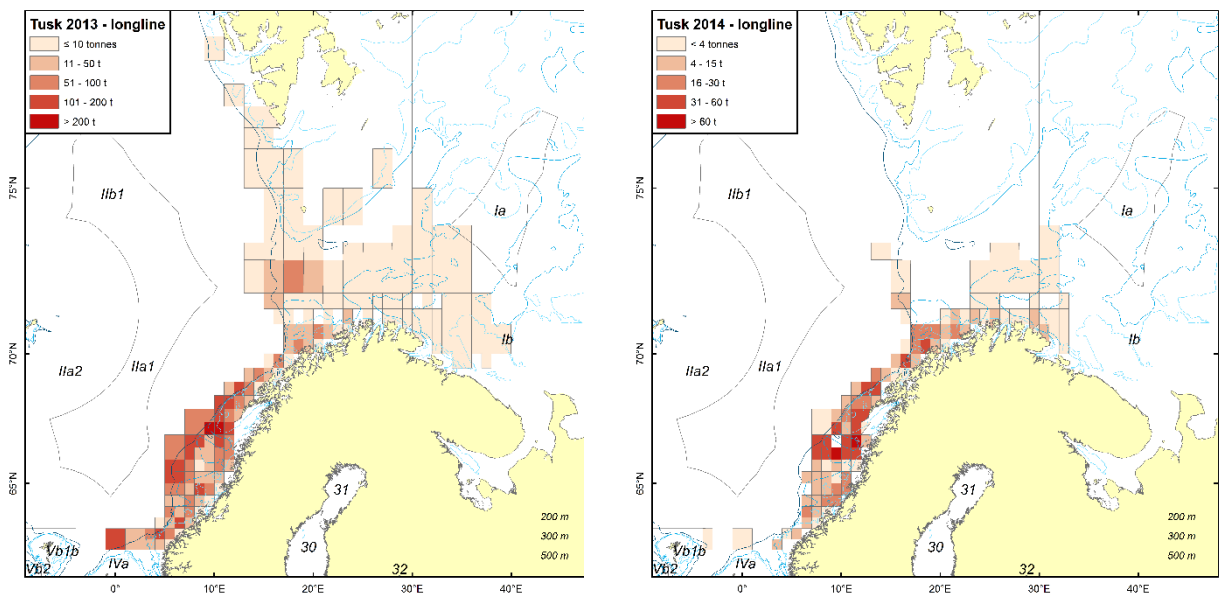 Tusk 2013 - longline
≤ 10 tonnes
11 - 50 t
51 - 100 t
101 - 200 t
> 200 t
75°N
70°N
65°N
IIb1
Ia
IIa2
IIa1
Ib
31
30
32
Vb1b
Vb2
IVa
200 m
300 m
500 m
0°
10°E
20°E
30°E
40°E
Tusk 2014 - longline
< 4 tonnes
4 - 15 t
16 -30 t
31 - 60 t
> 60 t
75°N
70°N
65°N
IIb1
Ia
IIa2
IIa1
Ib
31
30
32
Vb1b
Vb2
IVa
200 m
300 m
500 m
0°
10°E
20°E
30°E
40°E